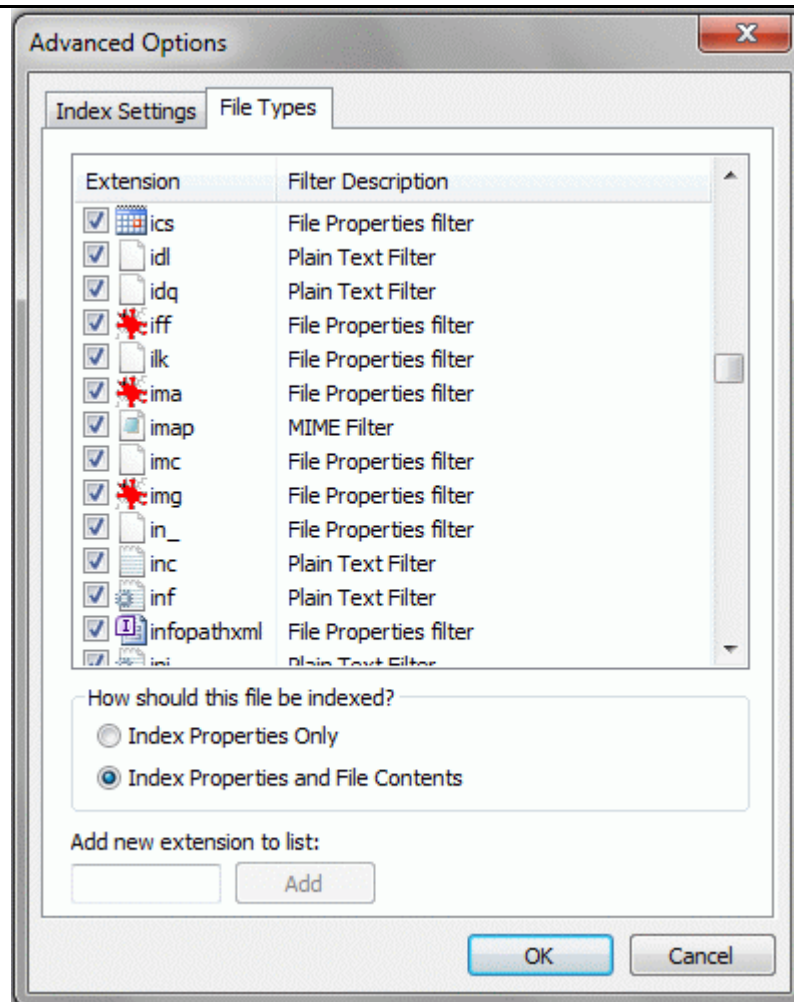 Advanced Options
Index Settings File Types
Extension Filter Description
ics File Properties filter
idl Plain Text Filter
idq Plain Text Filter
iff File Properties filter
ilk File Properties filter
ima File Properties filter
imap MIME Filter
imc File Properties filter
img File Properties filter
in_ File Properties filter
inc Plain Text Filter
inf Plain Text Filter
infopathxml File Properties filter
ini Plain Text Filter
How should this file be indexed?
Index Properties Only
Index Properties and File Contents
Add new extension to list:
Add
OK Cancel